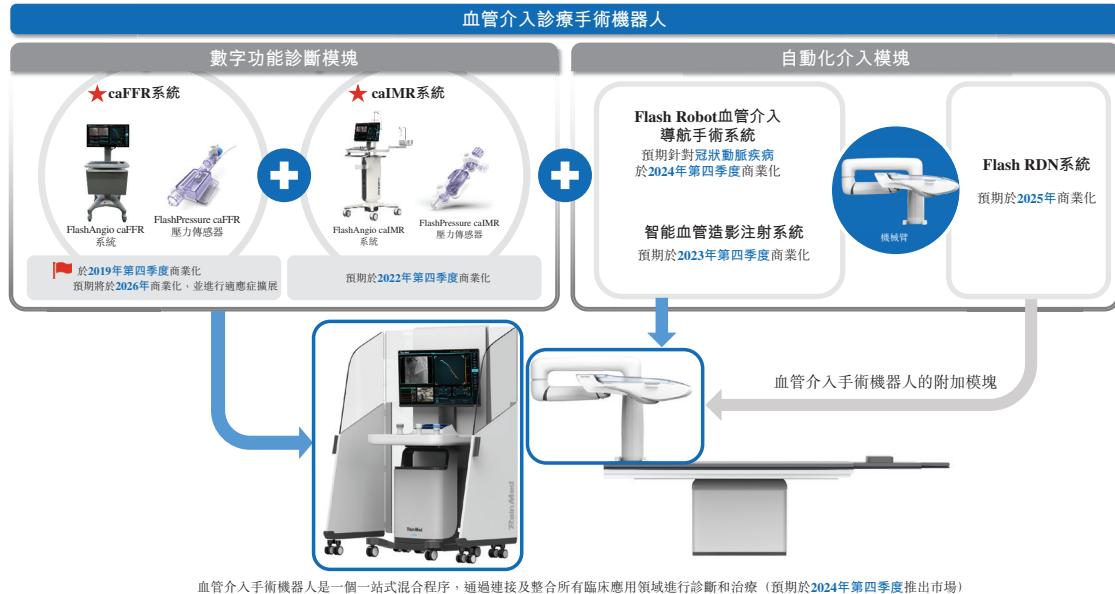 血管介入診療手術機器人
數字功能診斷模塊
caFFR系統
FlashAngio caFFR
系統
FlashPressure caFFR
壓力傳感器
於2019年第四季度商業化
預期將於2026年商業化，並進行適應症擴展
caIMR系統
FlashAngio caIMR
系統
FlashPressure caIMR
壓力傳感器
預期於2022年第四季度商業化
自動化介入模塊
Flash Robot血管介入
導航手術系統
預期針對冠狀動脈疾病
於2024年第四季度商業化
智能血管造影注射系統
預期於2023年第四季度商業化
機械臂
Flash RDN系統
預期於2025年商業化
血管介入手術機器人的附加模塊
RainMed
RainMed
血管介入手術機器人是一個一站式混合程序，通過連接及整合所有臨床應用領域進行診斷和治療（預期於2024年第四季度推出市場）